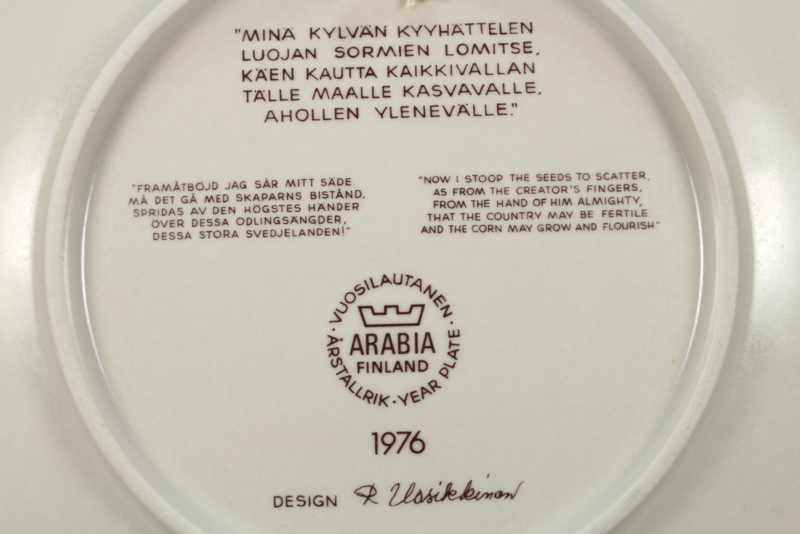 "MINÄ KYLVÄN KYYHÄTTELEN
LUOJAN SORMIEN LOMITSE,
KÄEN KAUTTA KAIKKIVALLAN
TÄLLE MAALLE KASVAVALLE,
AHOLLEN YLENEVÄLLE."
"FRAMÅTBÖJD JAG SÅR MITT SÄDE.
MÅ DET GÅ MED SKAPARNS BISTÅND,
SPRIDAS AV DEN HÖGSTES HÄNDER
ÖVER DESSA ODLINGSÄNGDER,
DESSA STORA SVEDJELANDEN!"
"NOW I STOOP THE SEEDS TO SCATTER,
AS FROM THE CREATOR'S FINGERS,
FROM THE HAND OF HIM ALMIGHTY,
THAT THE COUNTRY MAY BE FERTILE
AND THE CORN MAY GROW AND FLOURISH"
· VUOSILAUTANEN ·
ARABIA
FINLAND
ÅRSTALLRIK · YEAR PLATE
1976
DESIGN R Uosikkinen